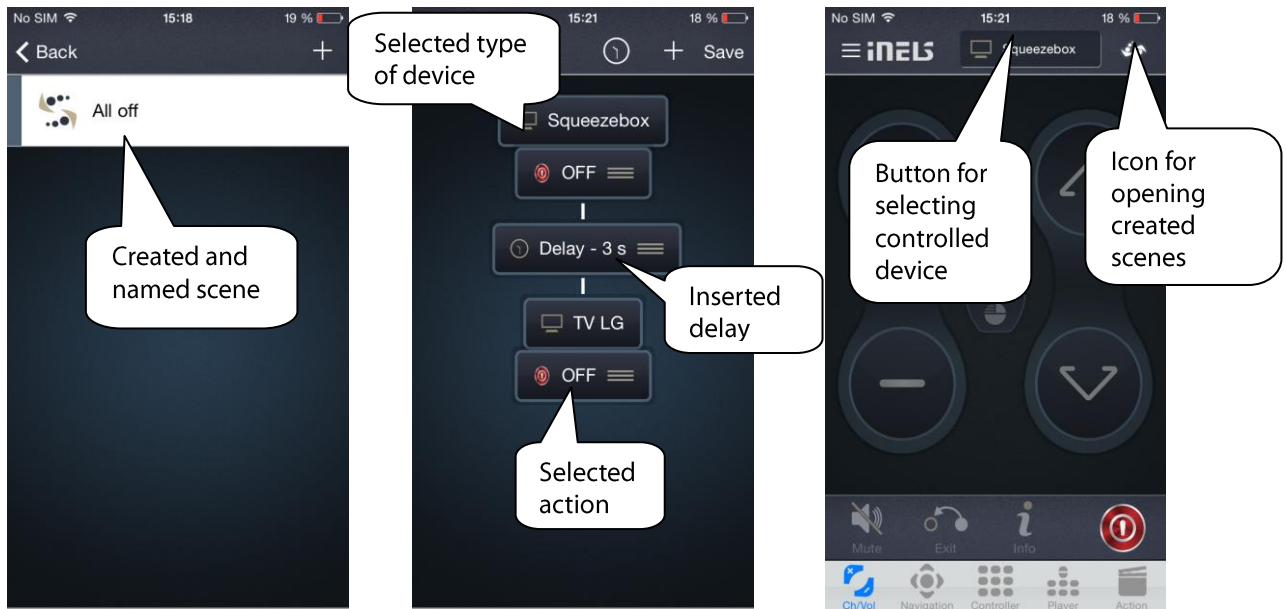 No SIM 15:18 19 %
Back +
All off
Created and
named scene
15:21 18 %
+ Save
Selected type
of device
Squeezebox
OFF
Delay - 3 s
Inserted
delay
TV LG
OFF
Selected
action
No SIM 15:21 18 %
iNELS Squeezebox
Button for
selecting
controlled
device
Icon for
opening
created
scenes
Mute Exit Info
Ch/Vol Navigation Controller Player Action